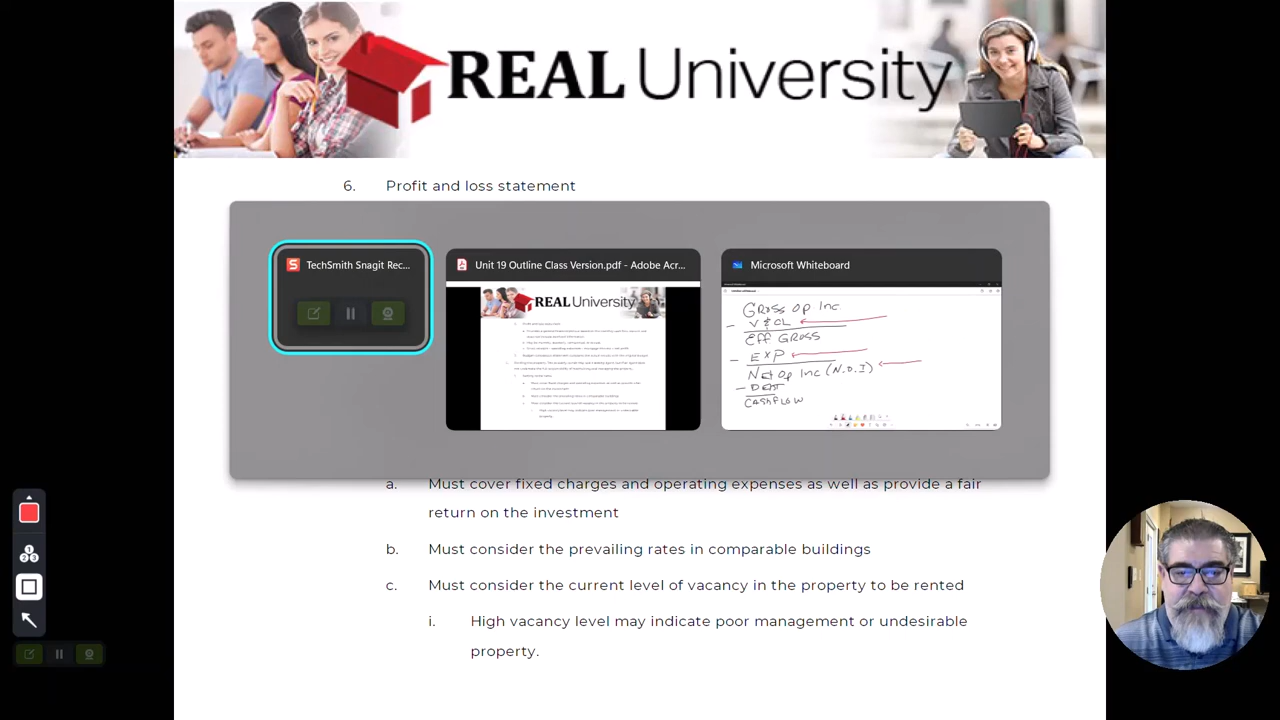 REAL University
6. Profit and loss statement
TechSmith Snagit Rec...
Unit 19 Outline Class Version.pdf - Adobe Acr...
Microsoft Whiteboard
REAL University
GROSS OP INC.
- V & CL
EFF GROSS
- EXP
NET OP INC (N.O.I)
- DEBT
CASHFLOW
a. Must cover fixed charges and operating expenses as well as provide a fair
return on the investment
b. Must consider the prevailing rates in comparable buildings
c. Must consider the current level of vacancy in the property to be rented
i. High vacancy level may indicate poor management or undesirable
property.